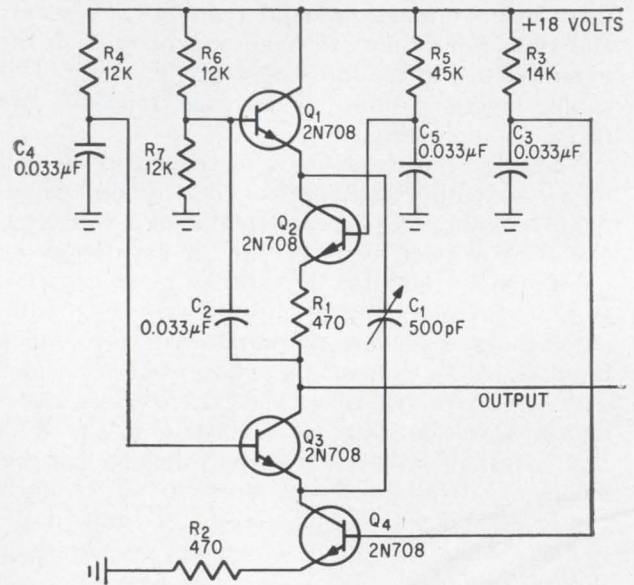 +18 VOLTS
R4
12K
R6
12K
R5
45K
R3
14K
Q1
2N708
C4
0.033µF
R7
12K
C5
0.033µF
C3
0.033µF
Q2
2N708
C2
0.033µF
R1
470
C1
500pF
OUTPUT
Q3
2N708
Q4
2N708
R2
470